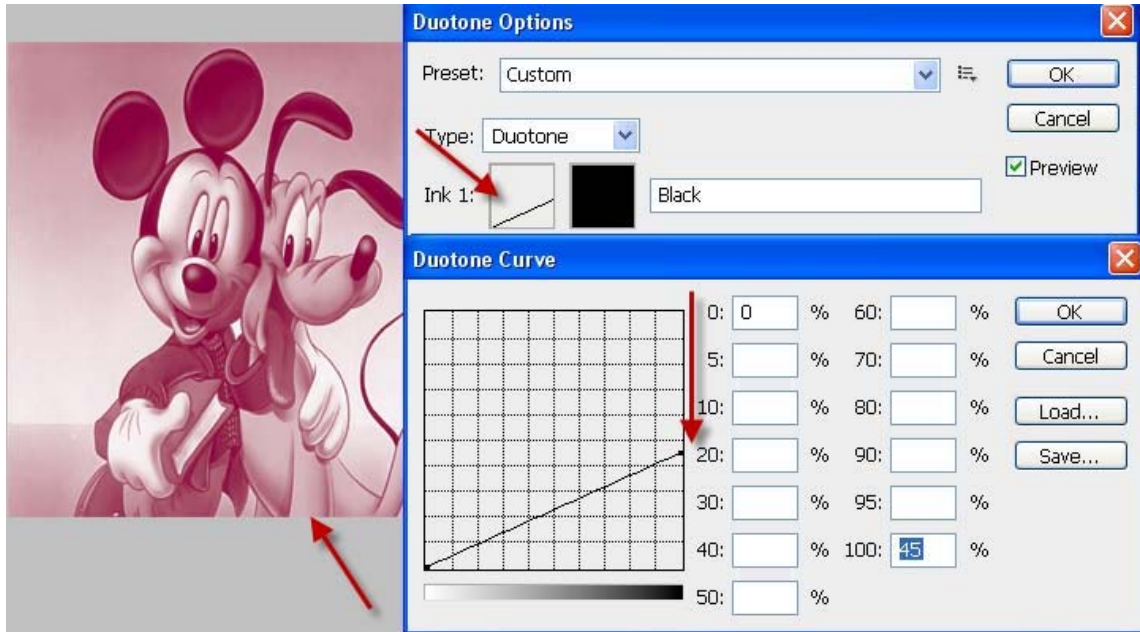 Duotone Options
Preset: Custom
OK
Cancel
Type: Duotone
Preview
Ink 1: Black
Duotone Curve
0: 0 % 60: % OK
5: % 70: % Cancel
10: % 80: % Load...
20: % 90: % Save...
30: % 95: %
40: % 100: 45 %
50: %